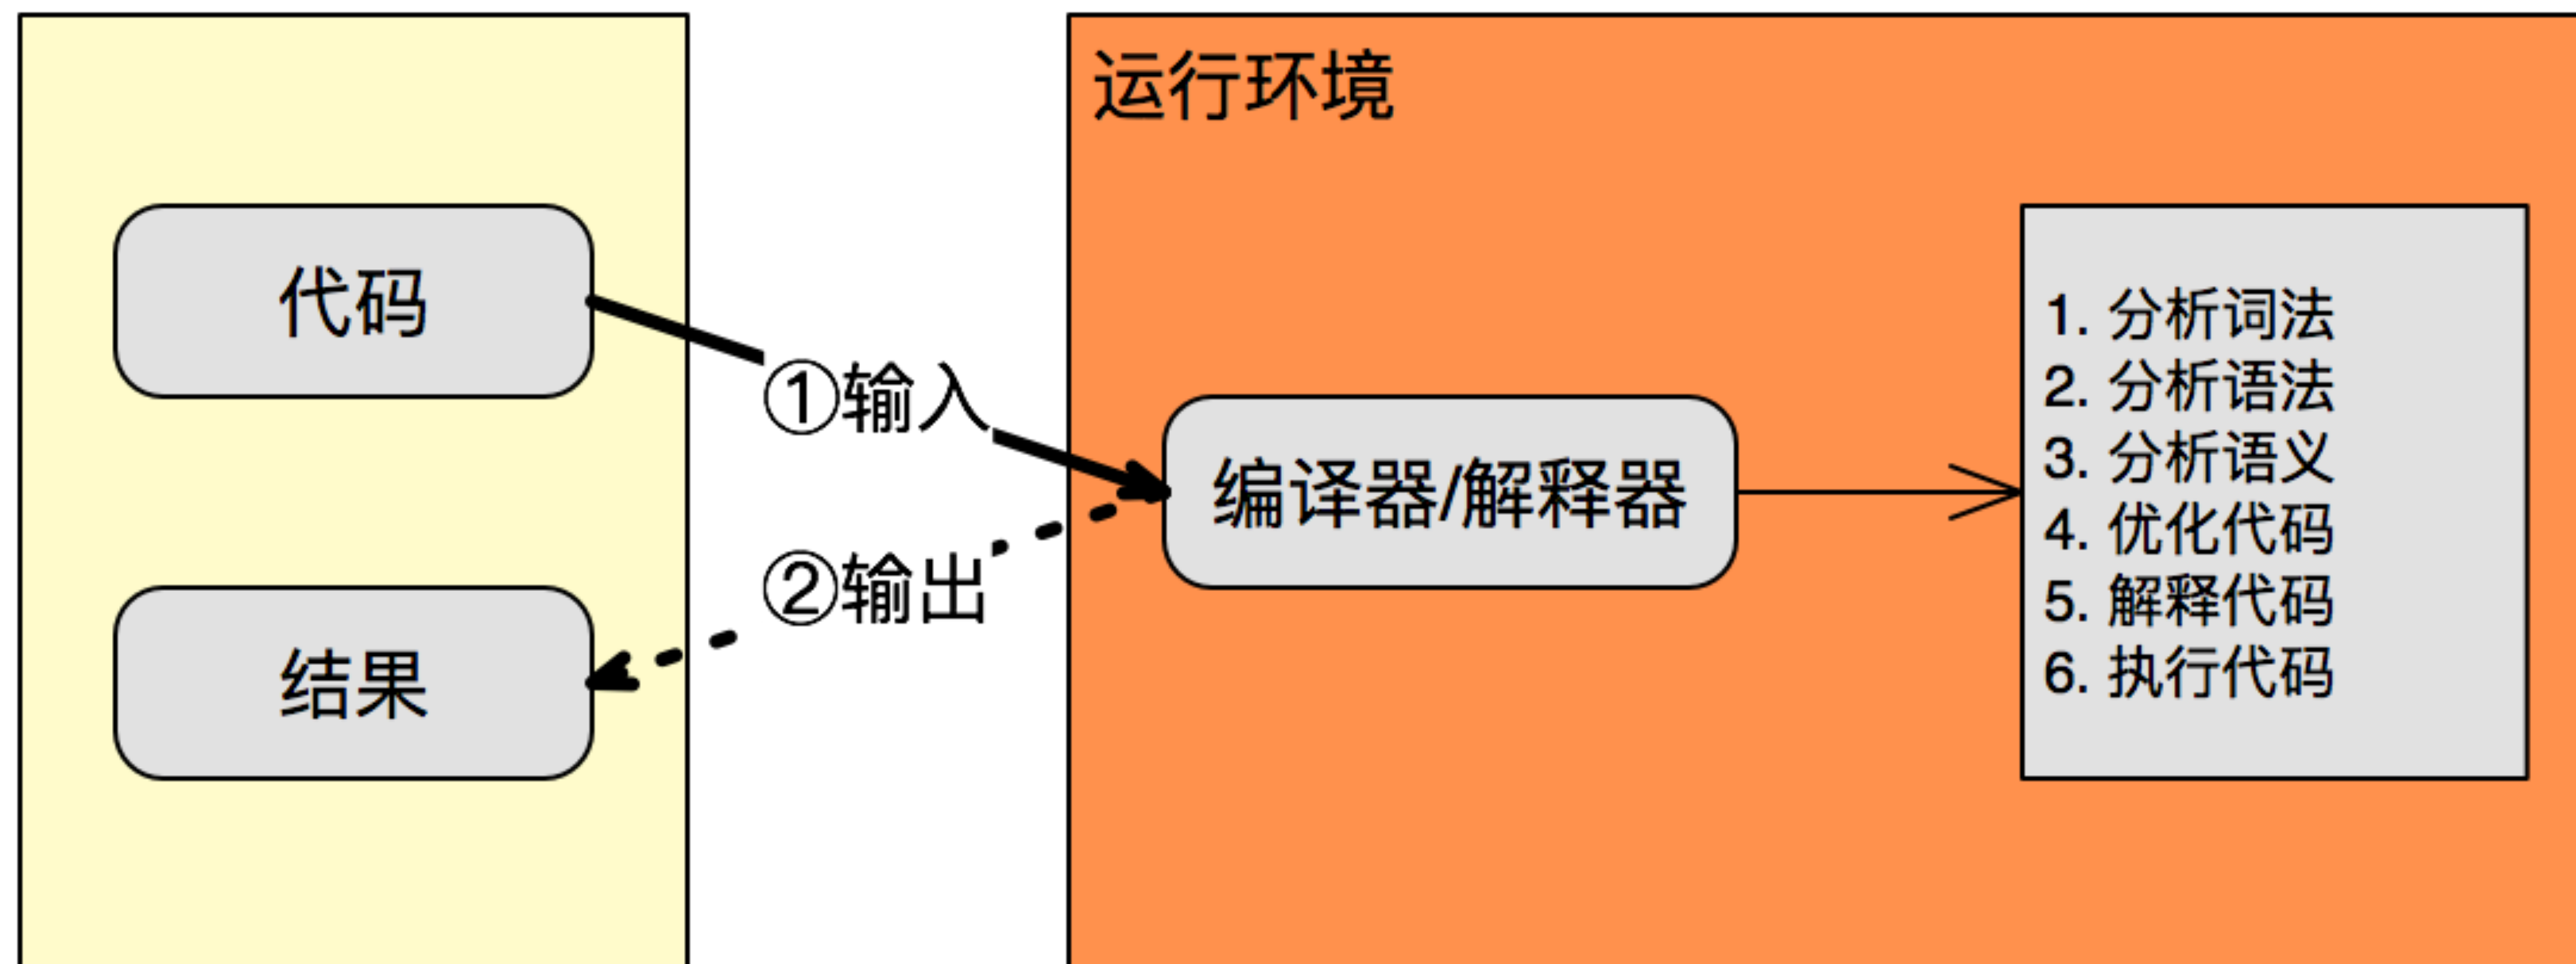 运行环境
代码
①输入
编译器/解释器
②输出
结果
1. 分析词法
2. 分析语法
3. 分析语义
4. 优化代码
5. 解释代码
6. 执行代码